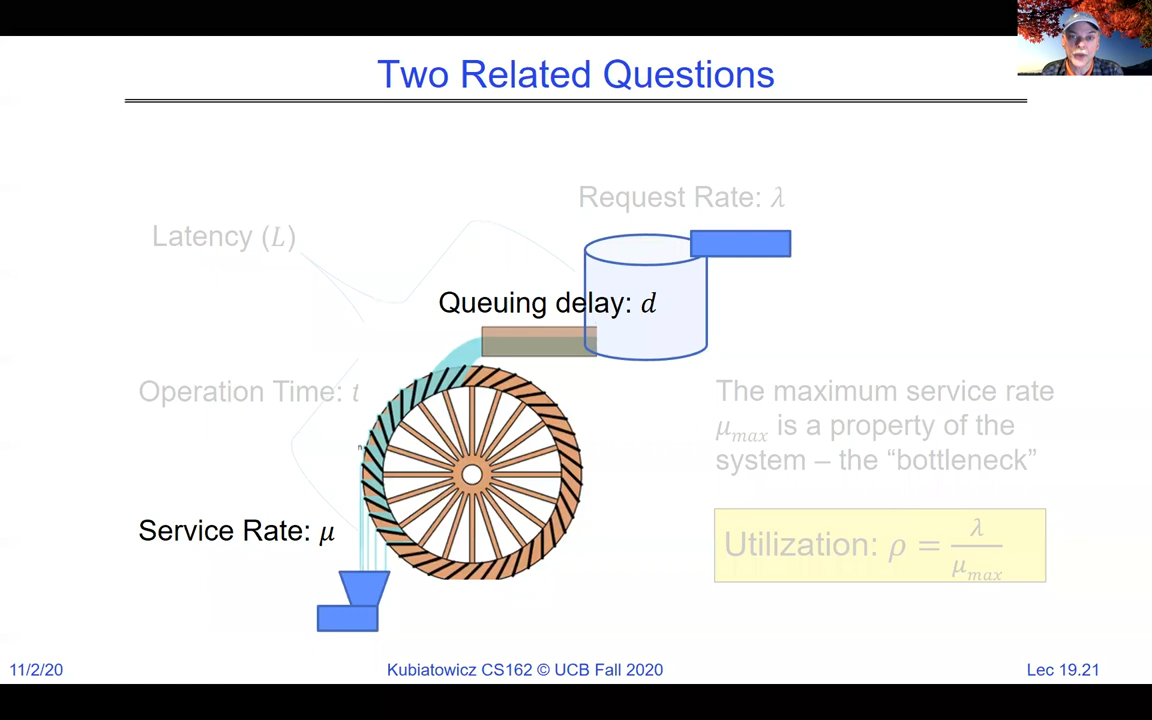 Two Related Questions
Request Rate: λ
Latency (L)
Queuing delay: d
Operation Time: t
The maximum service rate
μmax is a property of the
system – the “bottleneck”
Service Rate: μ
Utilization: ρ = λ / μmax
11/2/20
Kubiatowicz CS162 © UCB Fall 2020
Lec 19.21